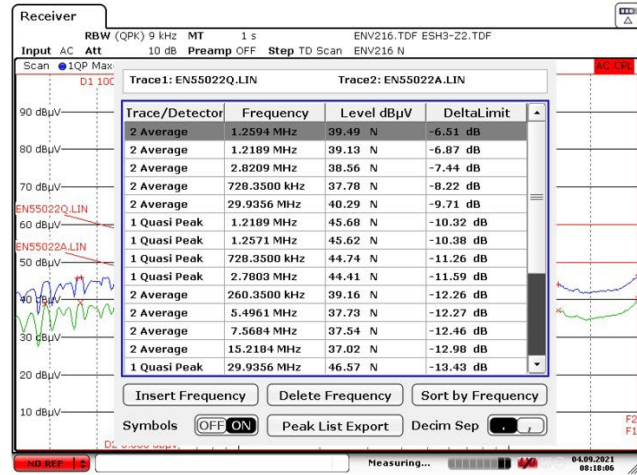 Receiver
RBW (QPK) 9 kHz MT 1 s ENV216.TDF ESH3-Z2.TDF
Input AC Att 10 dB Preamp OFF Step TD Scan ENV216 N
Scan 1QP Max
AC CPL
D1 100
Trace1: EN55022Q.LIN Trace2: EN55022A.LIN
Trace/Detector Frequency Level dBµV DeltaLimit
2 Average 1.2594 MHz 39.49 N -6.51 dB
2 Average 1.2189 MHz 39.13 N -6.87 dB
2 Average 2.8209 MHz 38.56 N -7.44 dB
2 Average 728.3500 kHz 37.78 N -8.22 dB
2 Average 29.9356 MHz 40.29 N -9.71 dB
1 Quasi Peak 1.2189 MHz 45.68 N -10.32 dB
1 Quasi Peak 1.2571 MHz 45.62 N -10.38 dB
1 Quasi Peak 728.3500 kHz 44.74 N -11.26 dB
1 Quasi Peak 2.7803 MHz 44.41 N -11.59 dB
2 Average 260.3500 kHz 39.16 N -12.26 dB
2 Average 5.4961 MHz 37.73 N -12.27 dB
2 Average 7.5684 MHz 37.54 N -12.46 dB
2 Average 15.2184 MHz 37.02 N -12.98 dB
1 Quasi Peak 29.9356 MHz 46.57 N -13.43 dB
90 dBµV
80 dBµV
70 dBµV
EN55022Q.LIN
60 dBµV
EN55022A.LIN
50 dBµV
40 dBµV
30 dBµV
20 dBµV
10 dBµV
Insert Frequency Delete Frequency Sort by Frequency
Symbols OFF ON Peak List Export Decim Sep . ,
F2
F1
NO REF Measuring... 04.09.2021
08:18:06